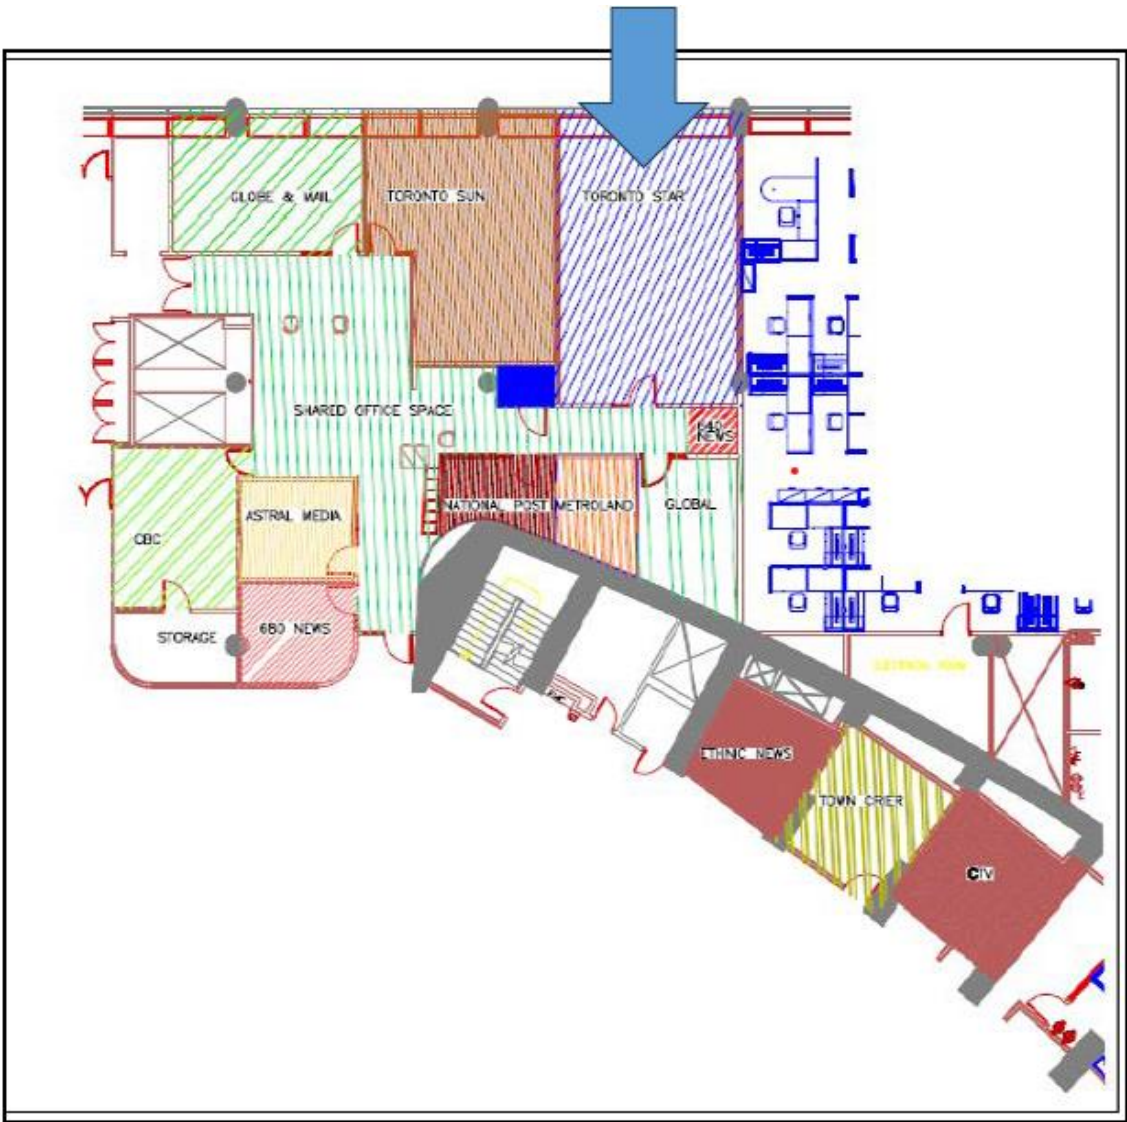 GLOBE & MAIL
TORONTO SUN
TORONTO STAR
SHARED OFFICE SPACE
640
NEWS
NATIONAL POST
METROLAND
GLOBAL
ASTRAL MEDIA
CBC
STORAGE
680 NEWS
ETHNIC NEWS
TOWN CRIER
CTV